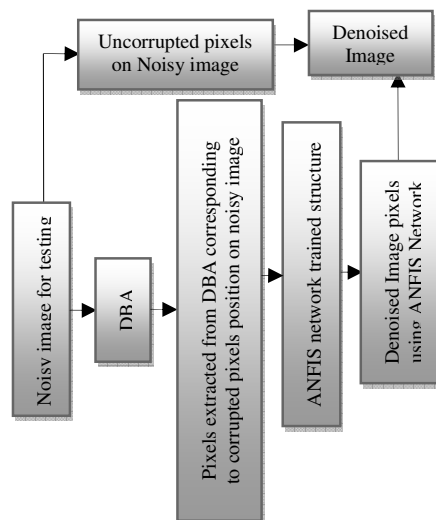 Uncorrupted pixels
on Noisy image
Denoised
Image
Noisy image for testing
DBA
Pixels extracted from DBA corresponding
to corrupted pixels position on noisy image
ANFIS network trained structure
Denoised Image pixels
using ANFIS Network